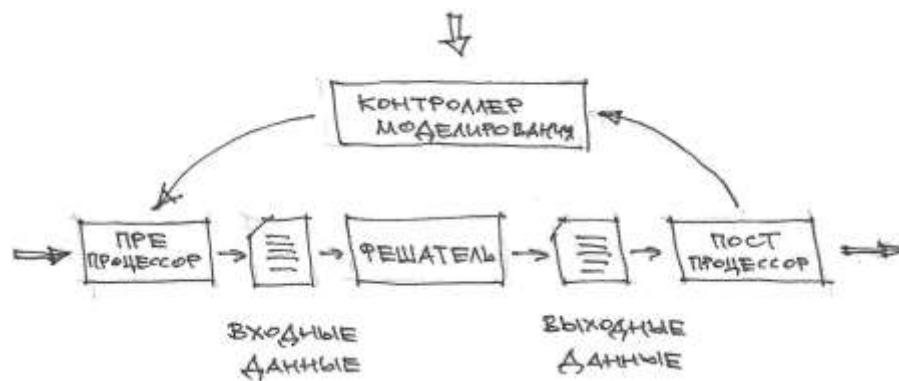 КОНТРОЛЛЕР
МОДЕЛИРОВАНИЯ
ПРЕ
ПРОЦЕССОР
РЕШАТЕЛЬ
ПОСТ
ПРОЦЕССОР
ВХОДНЫЕ
ДАННЫЕ
ВЫХОДНЫЕ
ДАННЫЕ